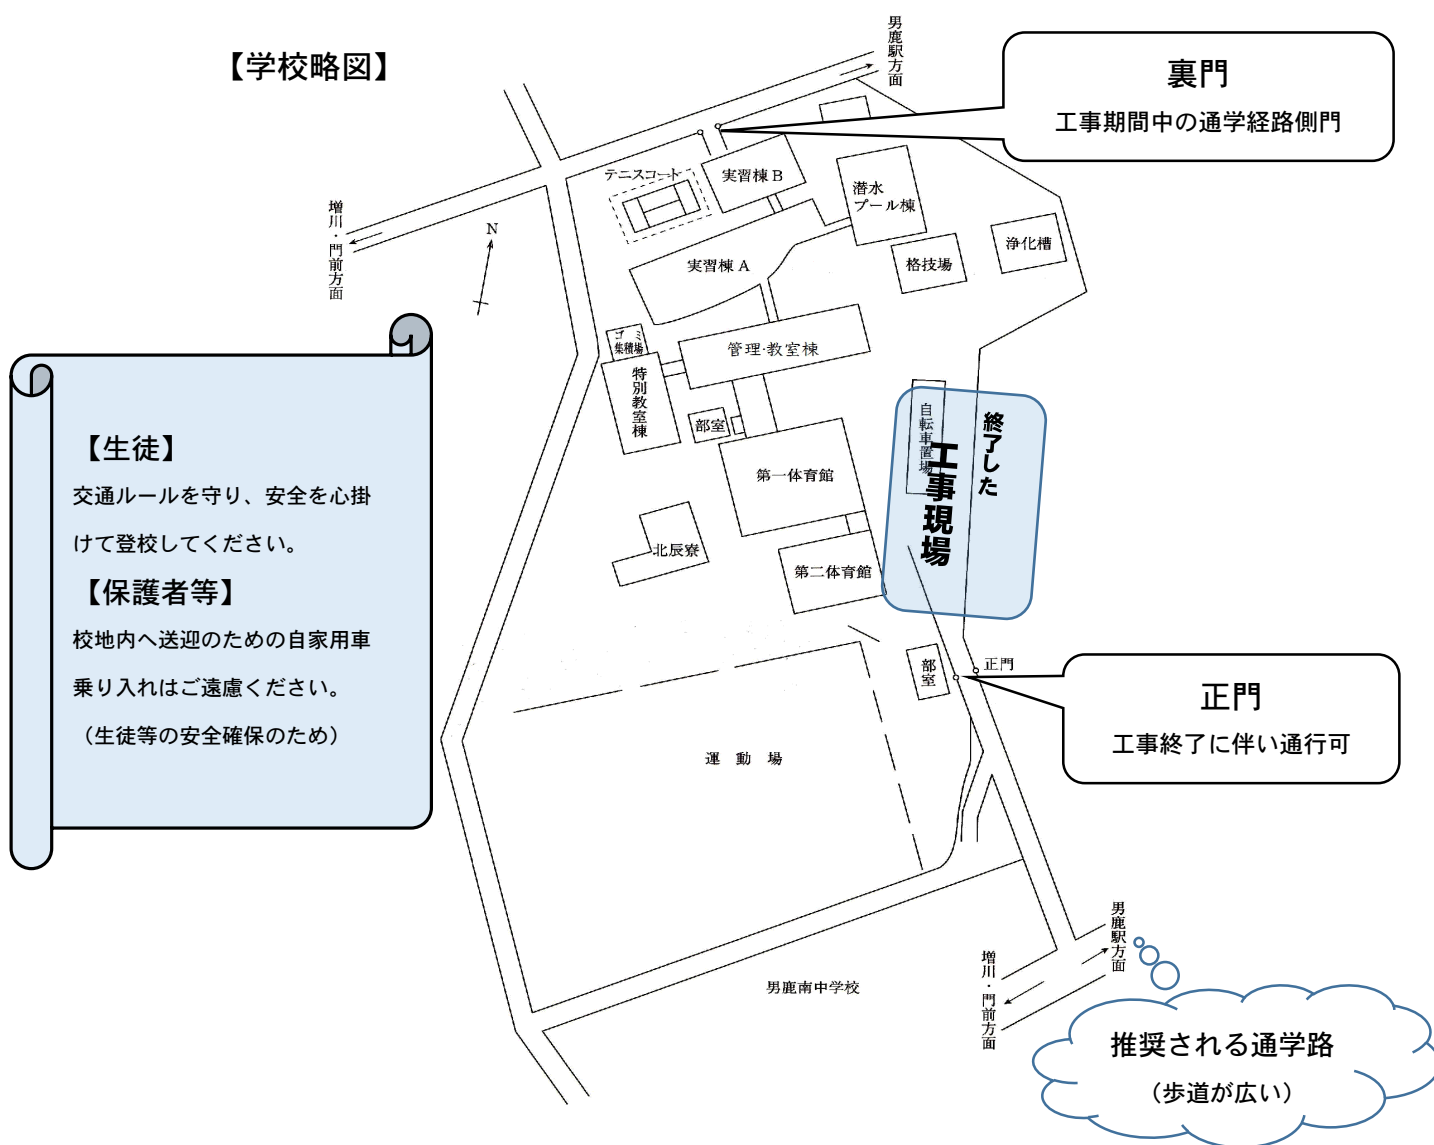 【学校略図】
男鹿駅方面
裏門
工事期間中の通学経路側門
テニスコート
実習棟 B
潜水
プール棟
増川・門前方面
N
実習棟 A
格技場
浄化槽
ゴミ
集積場
管理・教室棟
特別教室棟
部室
自転車置場
終了した
工事現場
第一体育館
【生徒】
交通ルールを守り、安全を心掛
けて登校してください。
【保護者等】
校地内へ送迎のための自家用車
乗り入れはご遠慮ください。
（生徒等の安全確保のため）
北辰寮
第二体育館
部室
正門
正門
工事終了に伴い通行可
運動場
男鹿駅方面
増川・門前方面
男鹿南中学校
推奨される通学路
（歩道が広い）